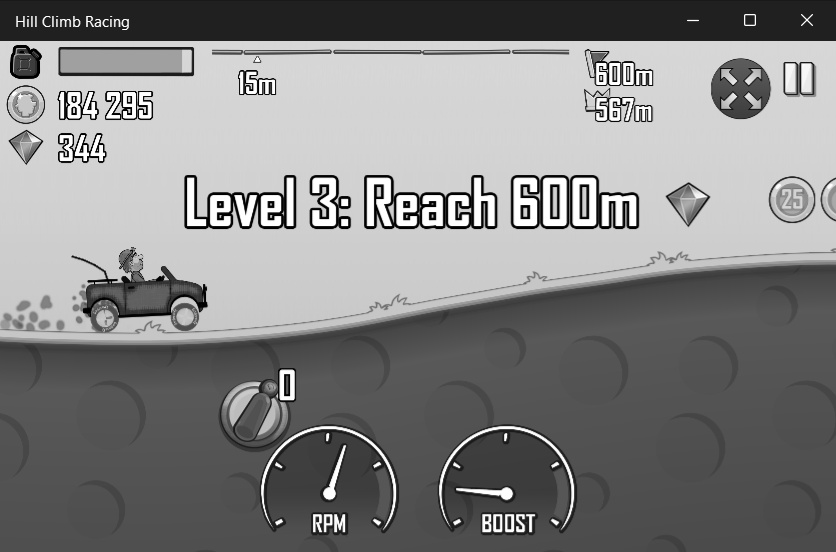 Hill Climb Racing
15m
600m
567m
184 295
344
Level 3: Reach 600m
25
0
RPM
BOOST